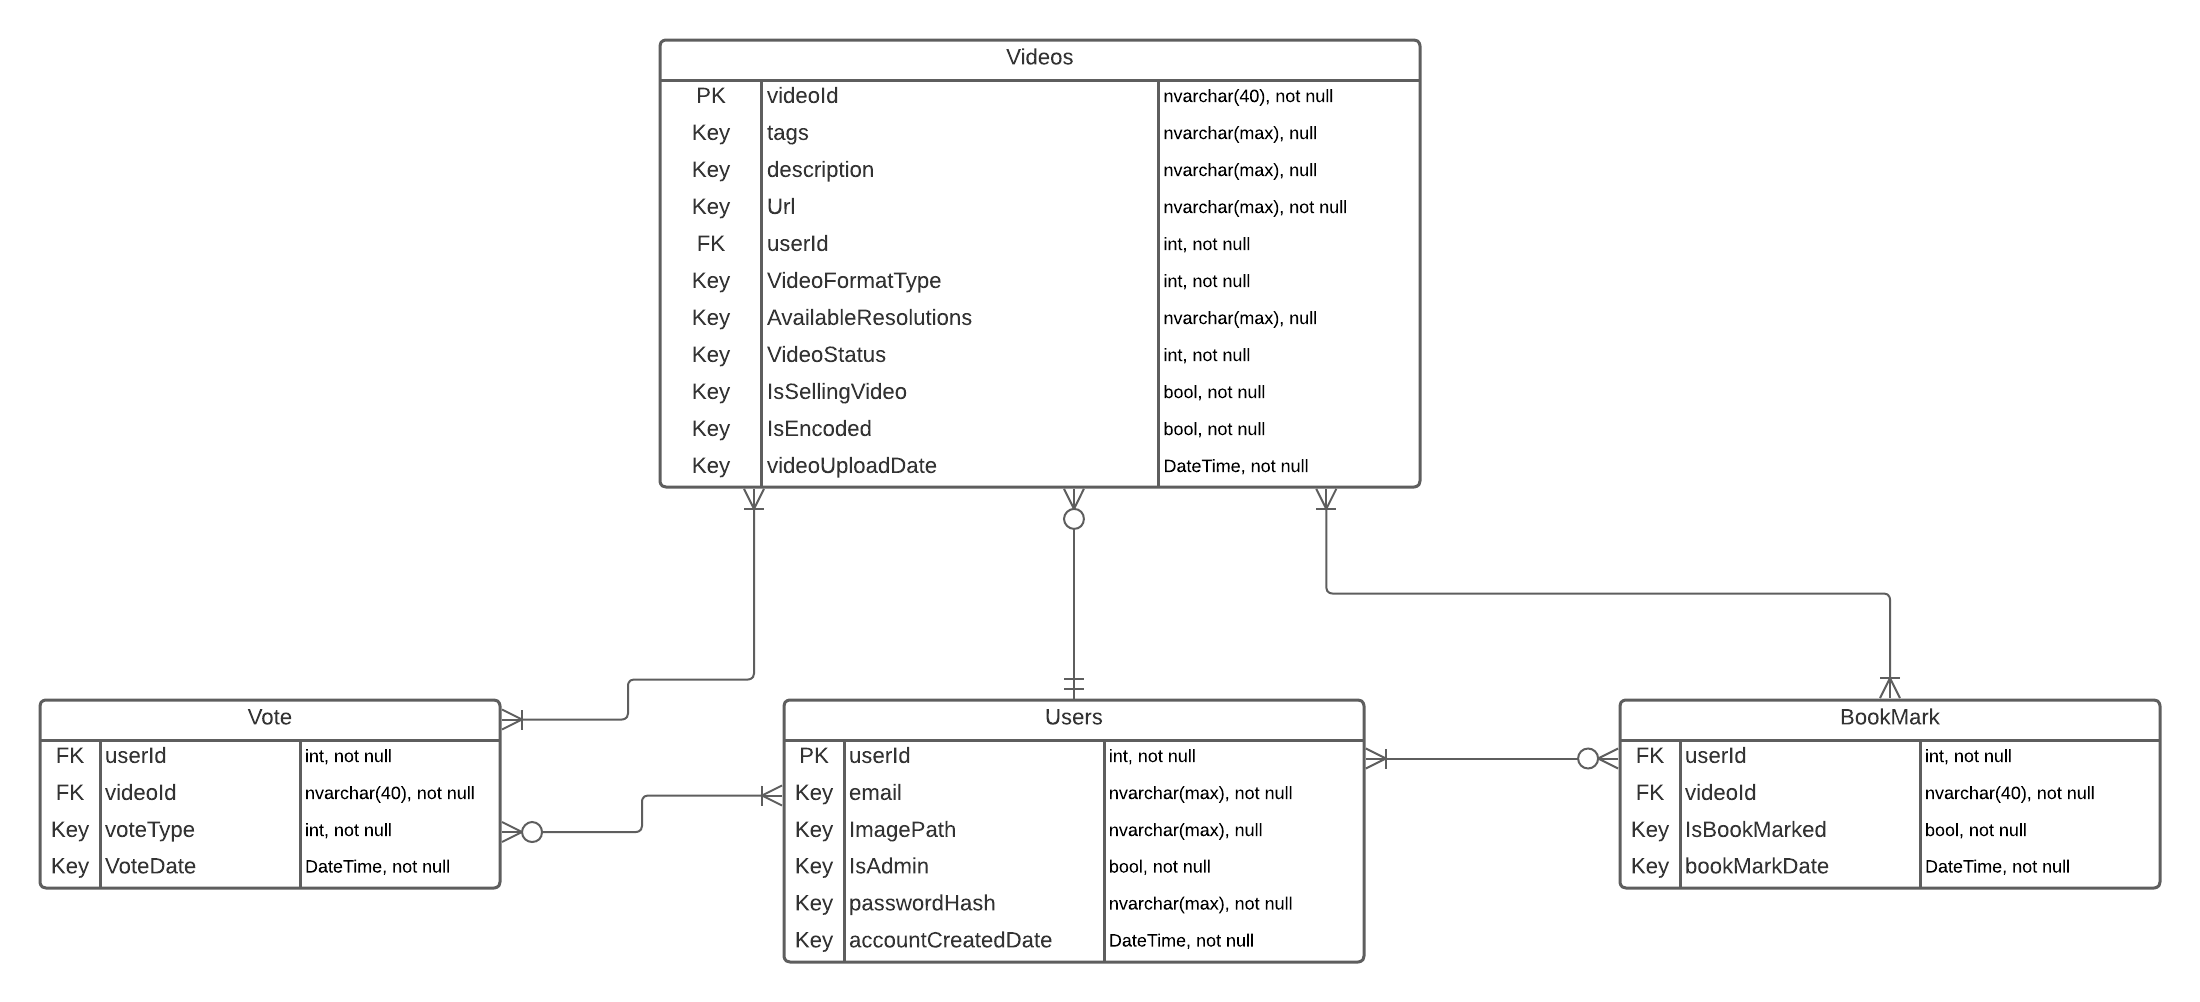 Videos
PK videoId nvarchar(40), not null
Key tags nvarchar(max), null
Key description nvarchar(max), null
Key Url nvarchar(max), not null
FK userId int, not null
Key VideoFormatType int, not null
Key AvailableResolutions nvarchar(max), null
Key VideoStatus int, not null
Key IsSellingVideo bool, not null
Key IsEncoded bool, not null
Key videoUploadDate DateTime, not null
Vote
FK userId int, not null
FK videoId nvarchar(40), not null
Key voteType int, not null
Key VoteDate DateTime, not null
Users
PK userId int, not null
Key email nvarchar(max), not null
Key ImagePath nvarchar(max), null
Key IsAdmin bool, not null
Key passwordHash nvarchar(max), not null
Key accountCreatedDate DateTime, not null
BookMark
FK userId int, not null
FK videoId nvarchar(40), not null
Key IsBookMarked bool, not null
Key bookMarkDate DateTime, not null